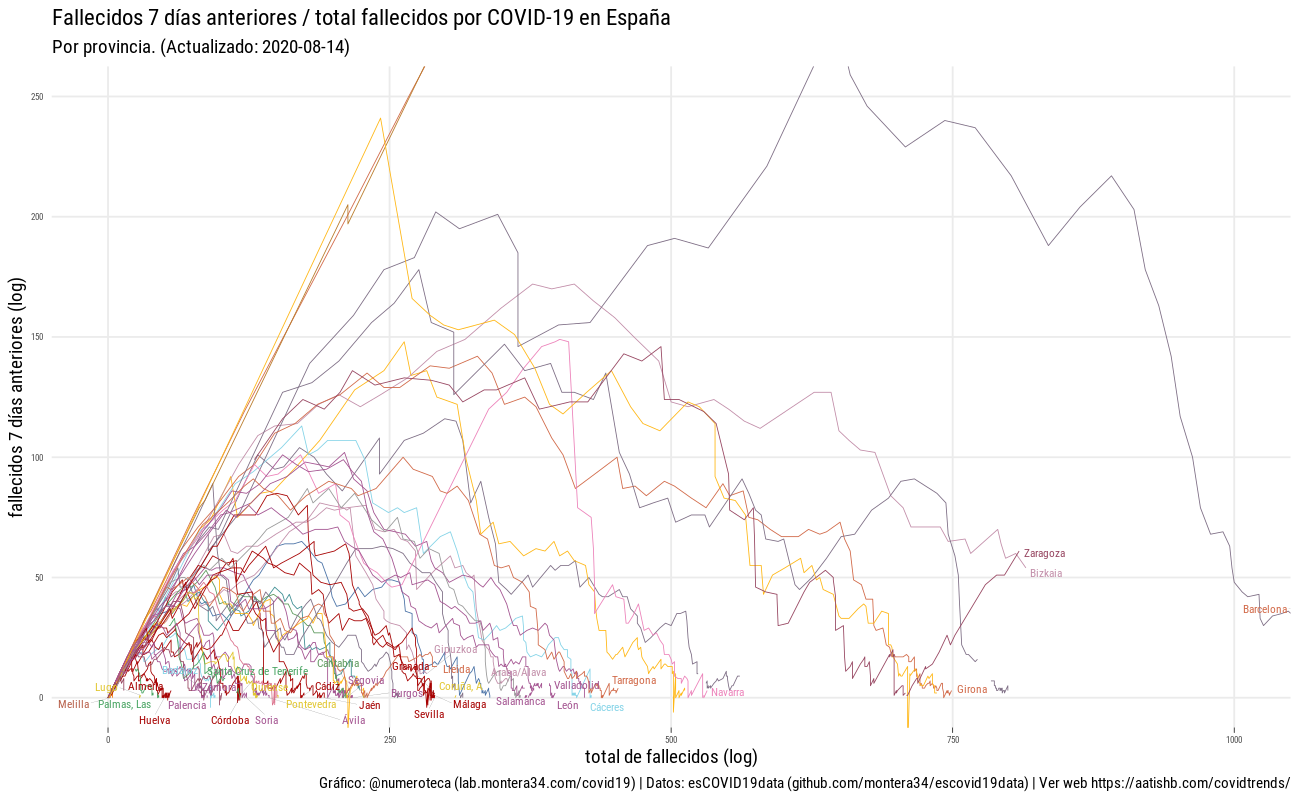 Fallecidos 7 días anteriores / total fallecidos por COVID-19 en España
Por provincia. (Actualizado: 2020-08-14)
fallecidos 7 días anteriores (log)
250
200
150
100
50
0
Zaragoza
Bizkaia
Barcelona
Gipuzkoa
Cantabria
Granada
Lleida
Santa Cruz de Tenerife
Araba/Álava
Segovia
Tarragona
Lugo
Almería
Zamora
Cádiz
Burgos
Coruña, A
Valladolid
Girona
Navarra
Melilla
Palmas, Las
Palencia
Pontevedra
Jaén
Málaga
Salamanca
León
Cáceres
Huelva
Córdoba
Soria
Ávila
Sevilla
0
250
500
750
1000
total de fallecidos (log)
Gráfico: @numeroteca (lab.montera34.com/covid19) | Datos: esCOVID19data (github.com/montera34/escovid19data) | Ver web https://aatishb.com/covidtrends/